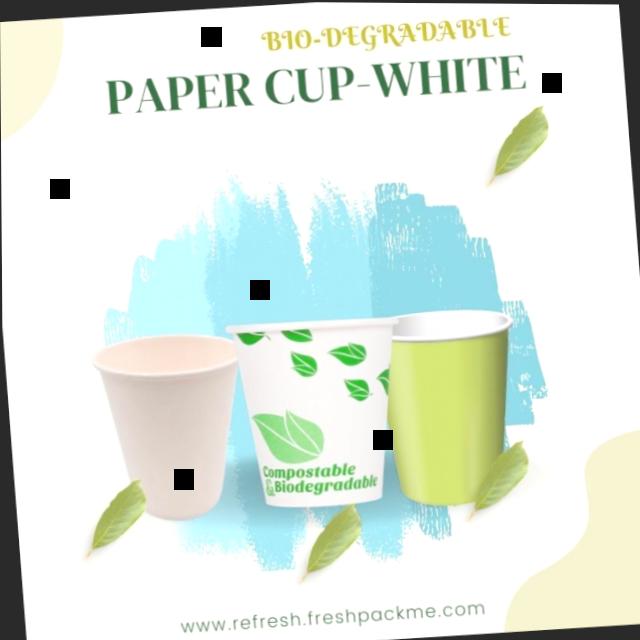 BIO-DEGRADABLE
PAPER CUP-WHITE
Compostable
& Biodegradable
www.refresh.freshpackme.com